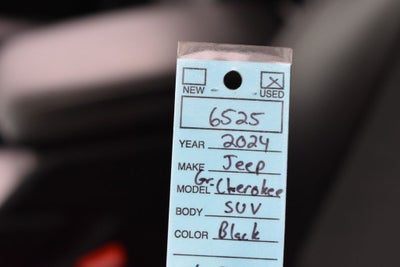 NEW USED
6525
YEAR 2024
MAKE Jeep
MODEL Gr. Cherokee
BODY SUV
COLOR Black